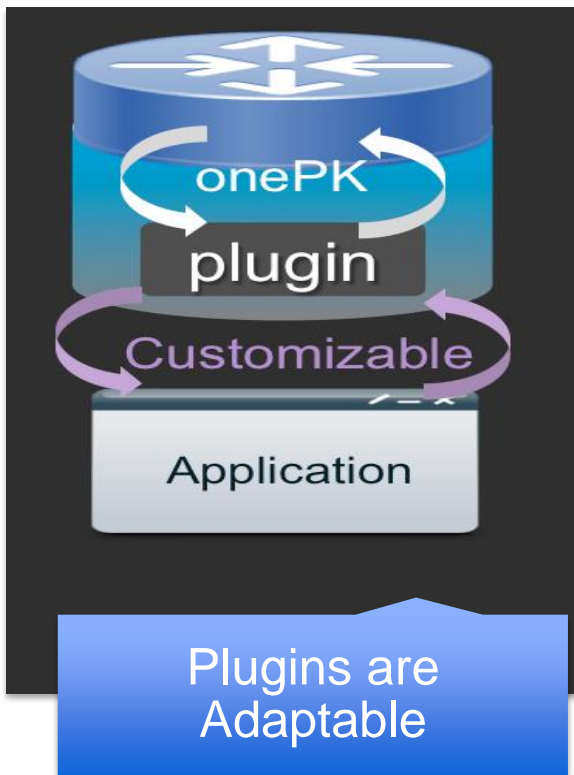 onePK
plugin
Customizable
Application
Plugins are
Adaptable